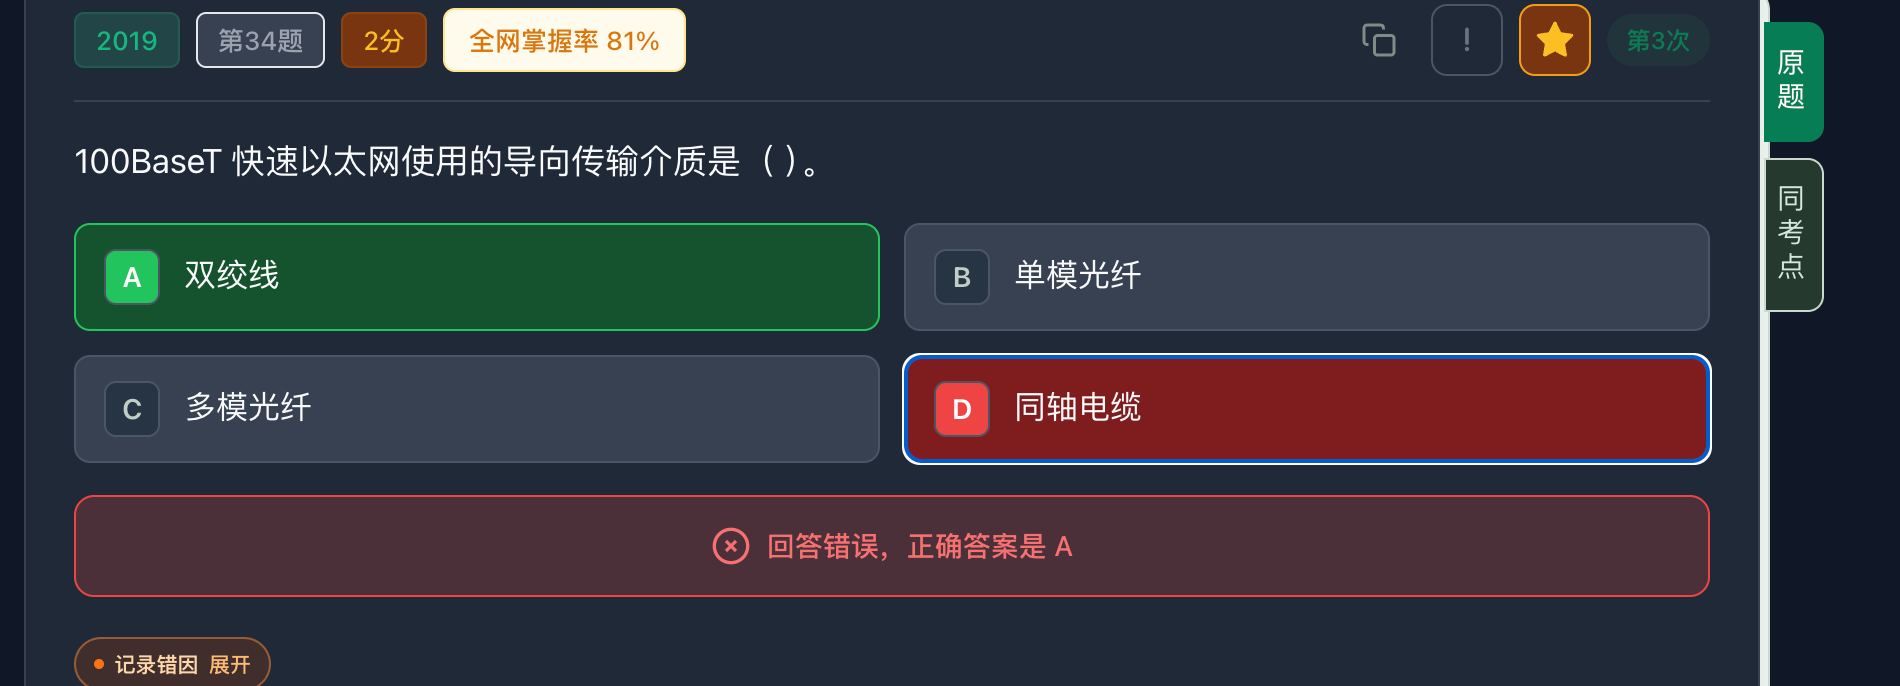 2019 第34题 2分 全网掌握率 81% ! 第3次
原题
同考点
100BaseT 快速以太网使用的导向传输介质是（）。
A 双绞线
B 单模光纤
C 多模光纤
D 同轴电缆
回答错误，正确答案是 A
记录错因 展开